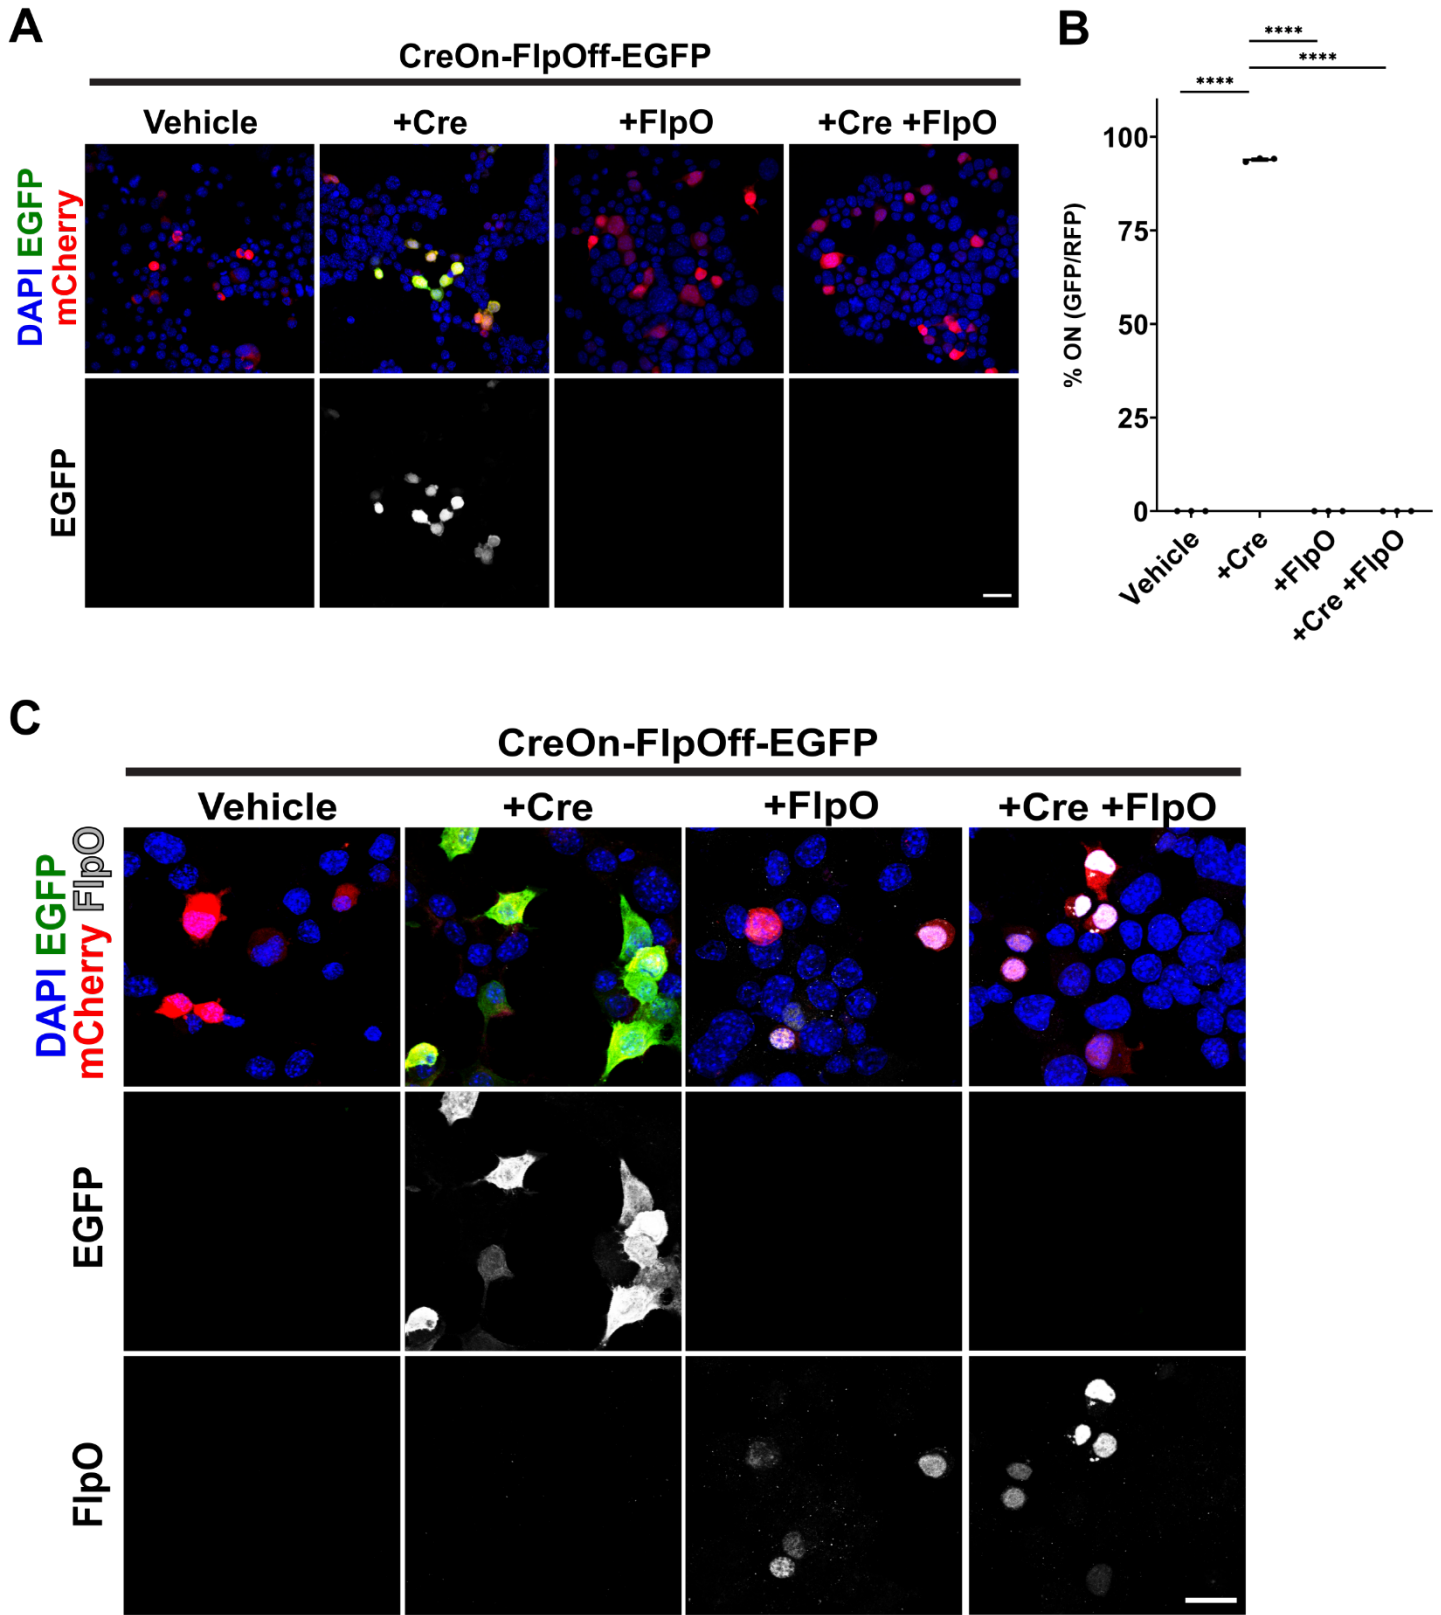 A
CreOn-FlpOff-EGFP
Vehicle
+Cre
+FlpO
+Cre +FlpO
DAPI EGFP
mCherry
EGFP
B
****
****
****
% ON (GFP/RFP)
100
75
50
25
0
Vehicle
+Cre
+FlpO
+Cre +FlpO
C
CreOn-FlpOff-EGFP
Vehicle
+Cre
+FlpO
+Cre +FlpO
DAPI EGFP
mCherry FlpO
EGFP
FlpO